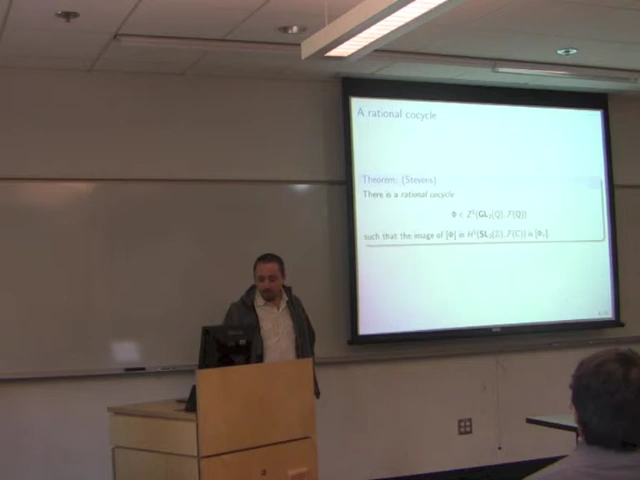 A rational cocycle
Theorem: (Stevens)
There is a rational cocycle
Φ ∈ Z¹(GL₂(Q), F(Q))
such that the image of [Φ] in H¹(SL₂(Z), F(C)) is